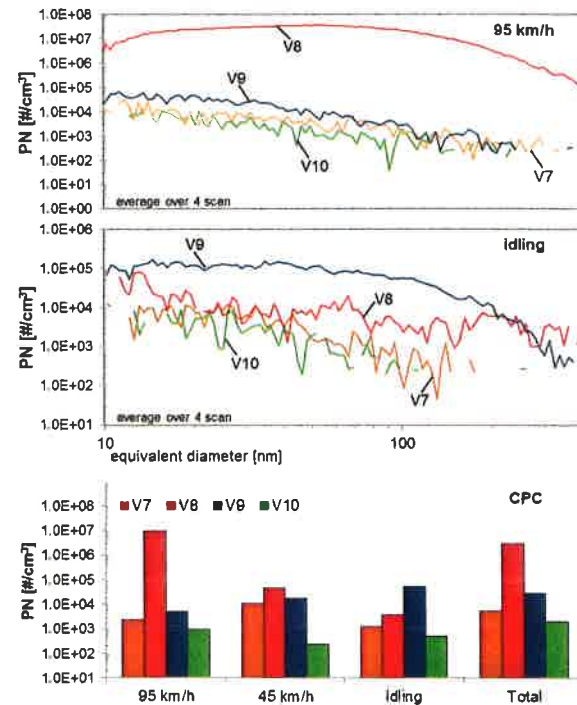 1.0E+08
95 km/h
1.0E+07
V8
1.0E+06
1.0E+05
V9
1.0E+04
PN [#/cm³]
1.0E+03
1.0E+02
V10
V7
1.0E+01
1.0E+00
average over 4 scan
1.0E+06
idling
V9
1.0E+05
V8
1.0E+04
PN [#/cm³]
1.0E+03
V10
1.0E+02
V7
average over 4 scan
1.0E+01
10
100
equivalent diameter [nm]
1.0E+08
V7 V8 V9 V10
CPC
1.0E+07
1.0E+06
1.0E+05
PN [#/cm³]
1.0E+04
1.0E+03
1.0E+02
1.0E+01
95 km/h 45 km/h Idling Total